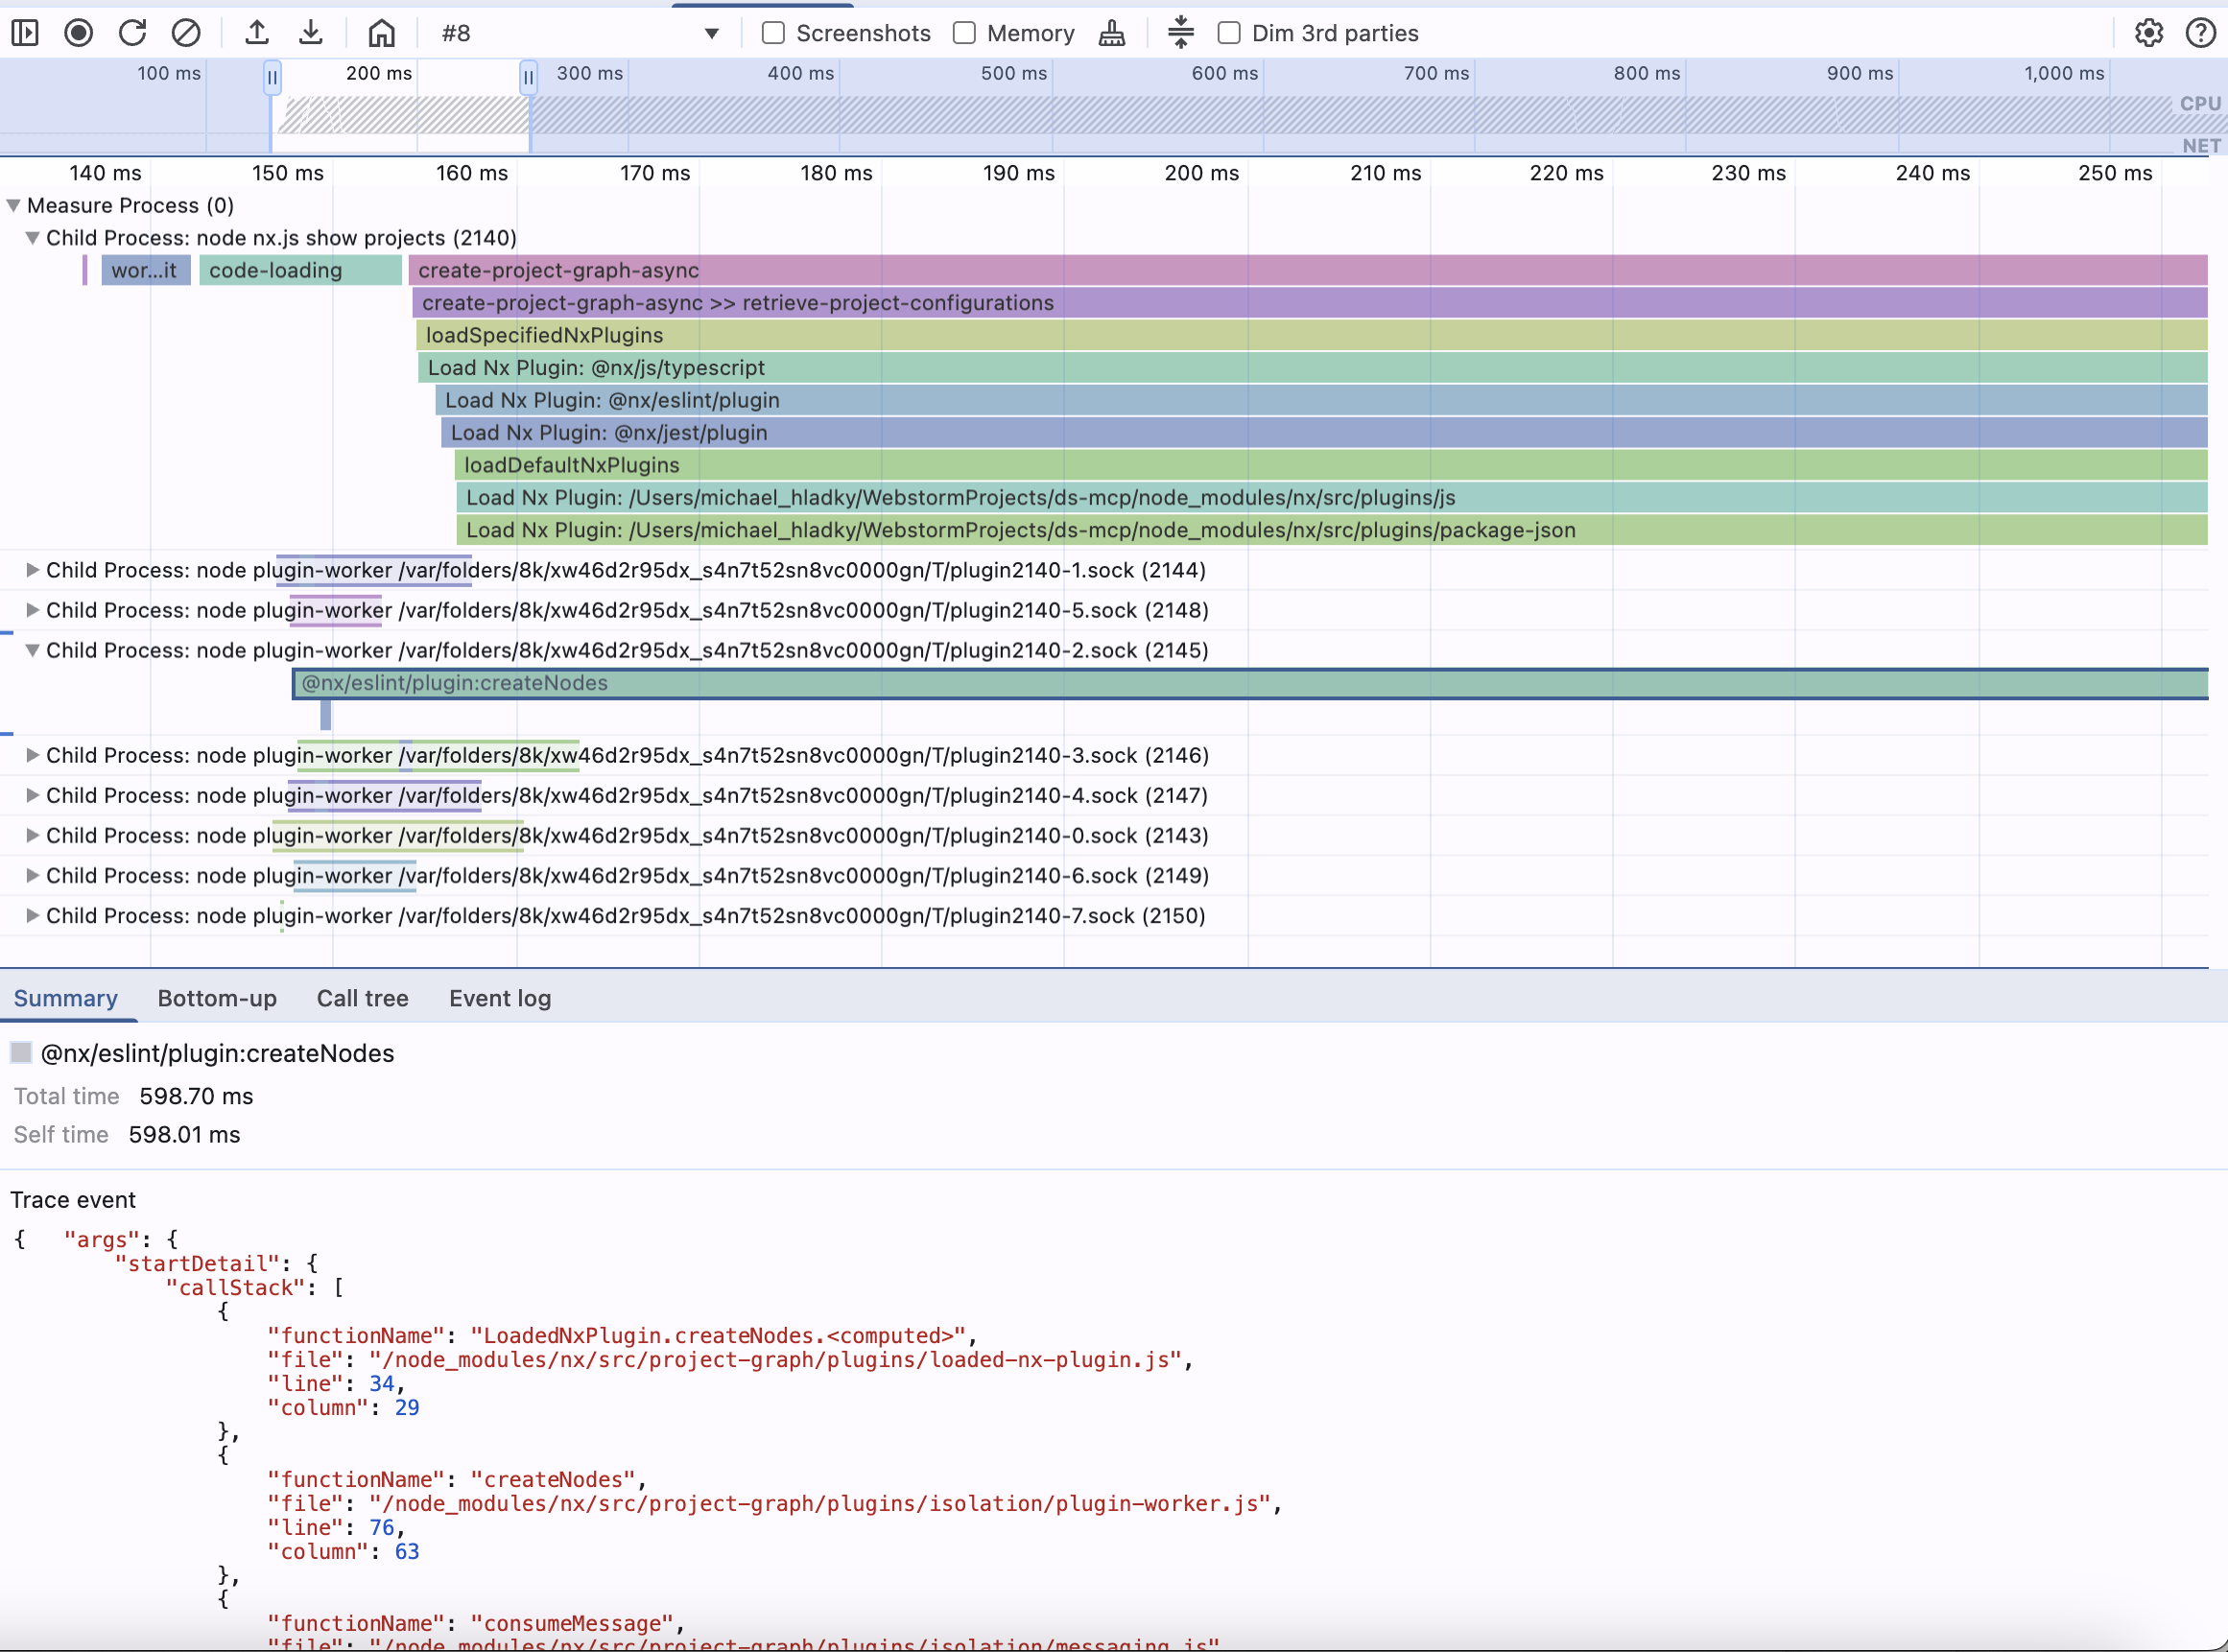 #8 Screenshots Memory Dim 3rd parties
100 ms 200 ms 300 ms 400 ms 500 ms 600 ms 700 ms 800 ms 900 ms 1,000 ms
CPU
NET
140 ms 150 ms 160 ms 170 ms 180 ms 190 ms 200 ms 210 ms 220 ms 230 ms 240 ms 250 ms
Measure Process (0)
Child Process: node nx.js show projects (2140)
wor...it code-loading create-project-graph-async
create-project-graph-async >> retrieve-project-configurations
loadSpecifiedNxPlugins
Load Nx Plugin: @nx/js/typescript
Load Nx Plugin: @nx/eslint/plugin
Load Nx Plugin: @nx/jest/plugin
loadDefaultNxPlugins
Load Nx Plugin: /Users/michael_hladky/WebstormProjects/ds-mcp/node_modules/nx/src/plugins/js
Load Nx Plugin: /Users/michael_hladky/WebstormProjects/ds-mcp/node_modules/nx/src/plugins/package-json
Child Process: node plugin-worker /var/folders/8k/xw46d2r95dx_s4n7t52sn8vc0000gn/T/plugin2140-1.sock (2144)
Child Process: node plugin-worker /var/folders/8k/xw46d2r95dx_s4n7t52sn8vc0000gn/T/plugin2140-5.sock (2148)
Child Process: node plugin-worker /var/folders/8k/xw46d2r95dx_s4n7t52sn8vc0000gn/T/plugin2140-2.sock (2145)
@nx/eslint/plugin:createNodes
Child Process: node plugin-worker /var/folders/8k/xw46d2r95dx_s4n7t52sn8vc0000gn/T/plugin2140-3.sock (2146)
Child Process: node plugin-worker /var/folders/8k/xw46d2r95dx_s4n7t52sn8vc0000gn/T/plugin2140-4.sock (2147)
Child Process: node plugin-worker /var/folders/8k/xw46d2r95dx_s4n7t52sn8vc0000gn/T/plugin2140-0.sock (2143)
Child Process: node plugin-worker /var/folders/8k/xw46d2r95dx_s4n7t52sn8vc0000gn/T/plugin2140-6.sock (2149)
Child Process: node plugin-worker /var/folders/8k/xw46d2r95dx_s4n7t52sn8vc0000gn/T/plugin2140-7.sock (2150)
Summary Bottom-up Call tree Event log
@nx/eslint/plugin:createNodes
Total time 598.70 ms
Self time 598.01 ms
Trace event
{ "args": {
"startDetail": {
"callStack": [
{
"functionName": "LoadedNxPlugin.createNodes.<computed>",
"file": "/node_modules/nx/src/project-graph/plugins/loaded-nx-plugin.js",
"line": 34,
"column": 29
},
{
"functionName": "createNodes",
"file": "/node_modules/nx/src/project-graph/plugins/isolation/plugin-worker.js",
"line": 76,
"column": 63
},
{
"functionName": "consumeMessage",
"file": "/node_modules/nx/src/project-graph/plugins/isolation/messaging.js"